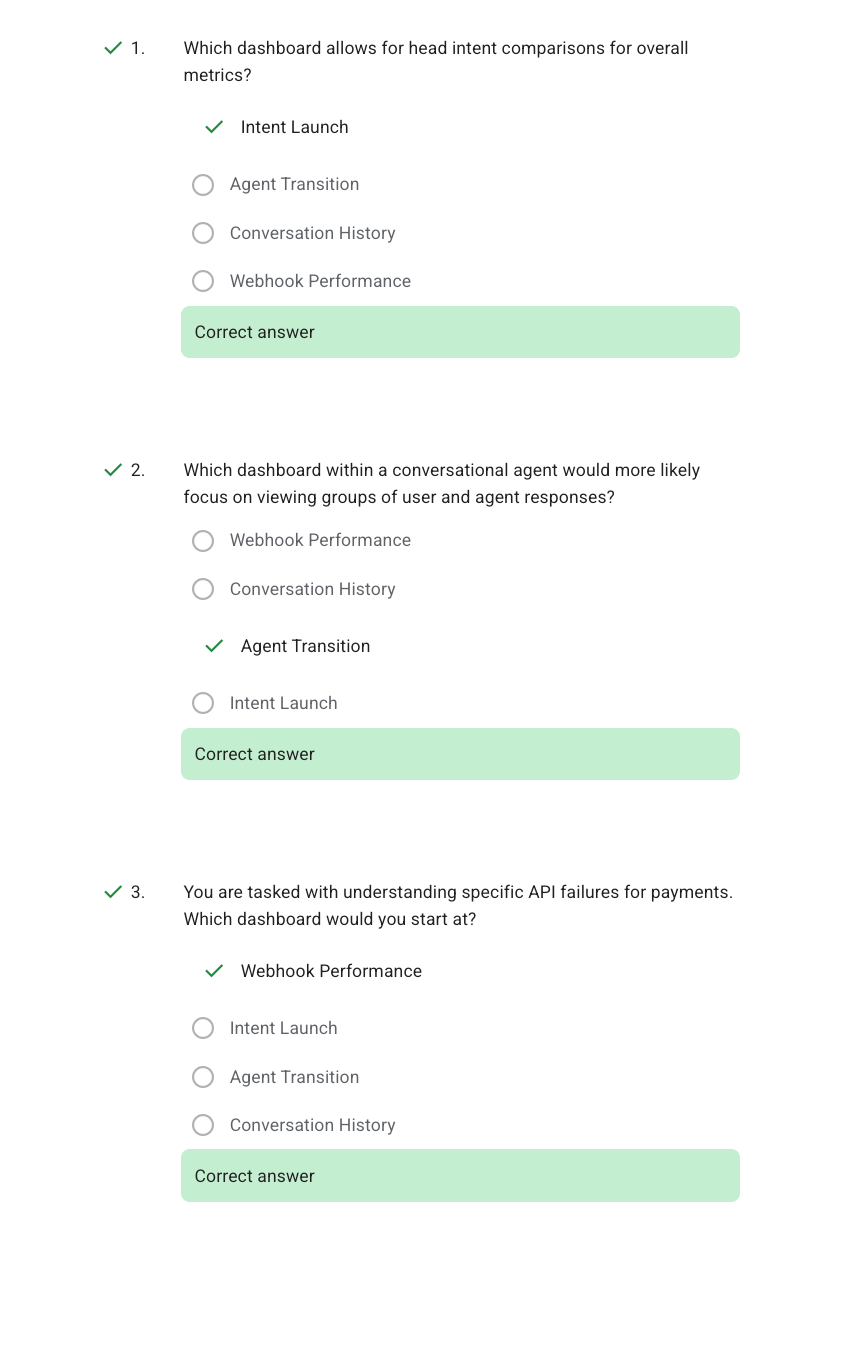 1. Which dashboard allows for head intent comparisons for overall
metrics?
Intent Launch
Agent Transition
Conversation History
Webhook Performance
Correct answer
2. Which dashboard within a conversational agent would more likely
focus on viewing groups of user and agent responses?
Webhook Performance
Conversation History
Agent Transition
Intent Launch
Correct answer
3. You are tasked with understanding specific API failures for payments.
Which dashboard would you start at?
Webhook Performance
Intent Launch
Agent Transition
Conversation History
Correct answer